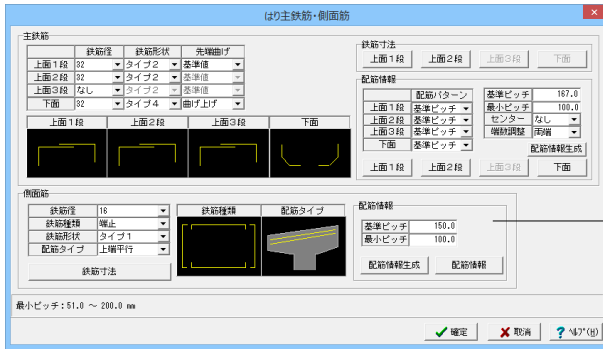 はり主鉄筋・側面筋
主鉄筋
鉄筋径 鉄筋形状 先端曲げ
上面1段 32 タイプ2 基準値
上面2段 32 タイプ2 基準値
上面3段 なし タイプ2 基準値
下面 32 タイプ4 曲げ上げ
上面1段 上面2段 上面3段 下面
鉄筋寸法
上面1段 上面2段 上面3段 下面
配筋情報
配筋パターン
上面1段 基準ピッチ
上面2段 基準ピッチ
上面3段 基準ピッチ
下面 基準ピッチ
基準ピッチ 167.0
最小ピッチ 100.0
センター なし
端数調整 両端
配筋情報生成
上面1段 上面2段 上面3段 下面
側面筋
鉄筋径 16
鉄筋種類 端止
鉄筋形状 タイプ1
配筋タイプ 上端平行
鉄筋寸法
鉄筋種類 配筋タイプ
配筋情報
基準ピッチ 150.0
最小ピッチ 100.0
配筋情報生成 配筋情報
最小ピッチ:51.0 ～ 200.0 mm
確定 取消 ? ﾍﾙﾌﾟ(H)